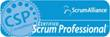 ScrumAlliance
CSP
CERTIFIED
Scrum Professional